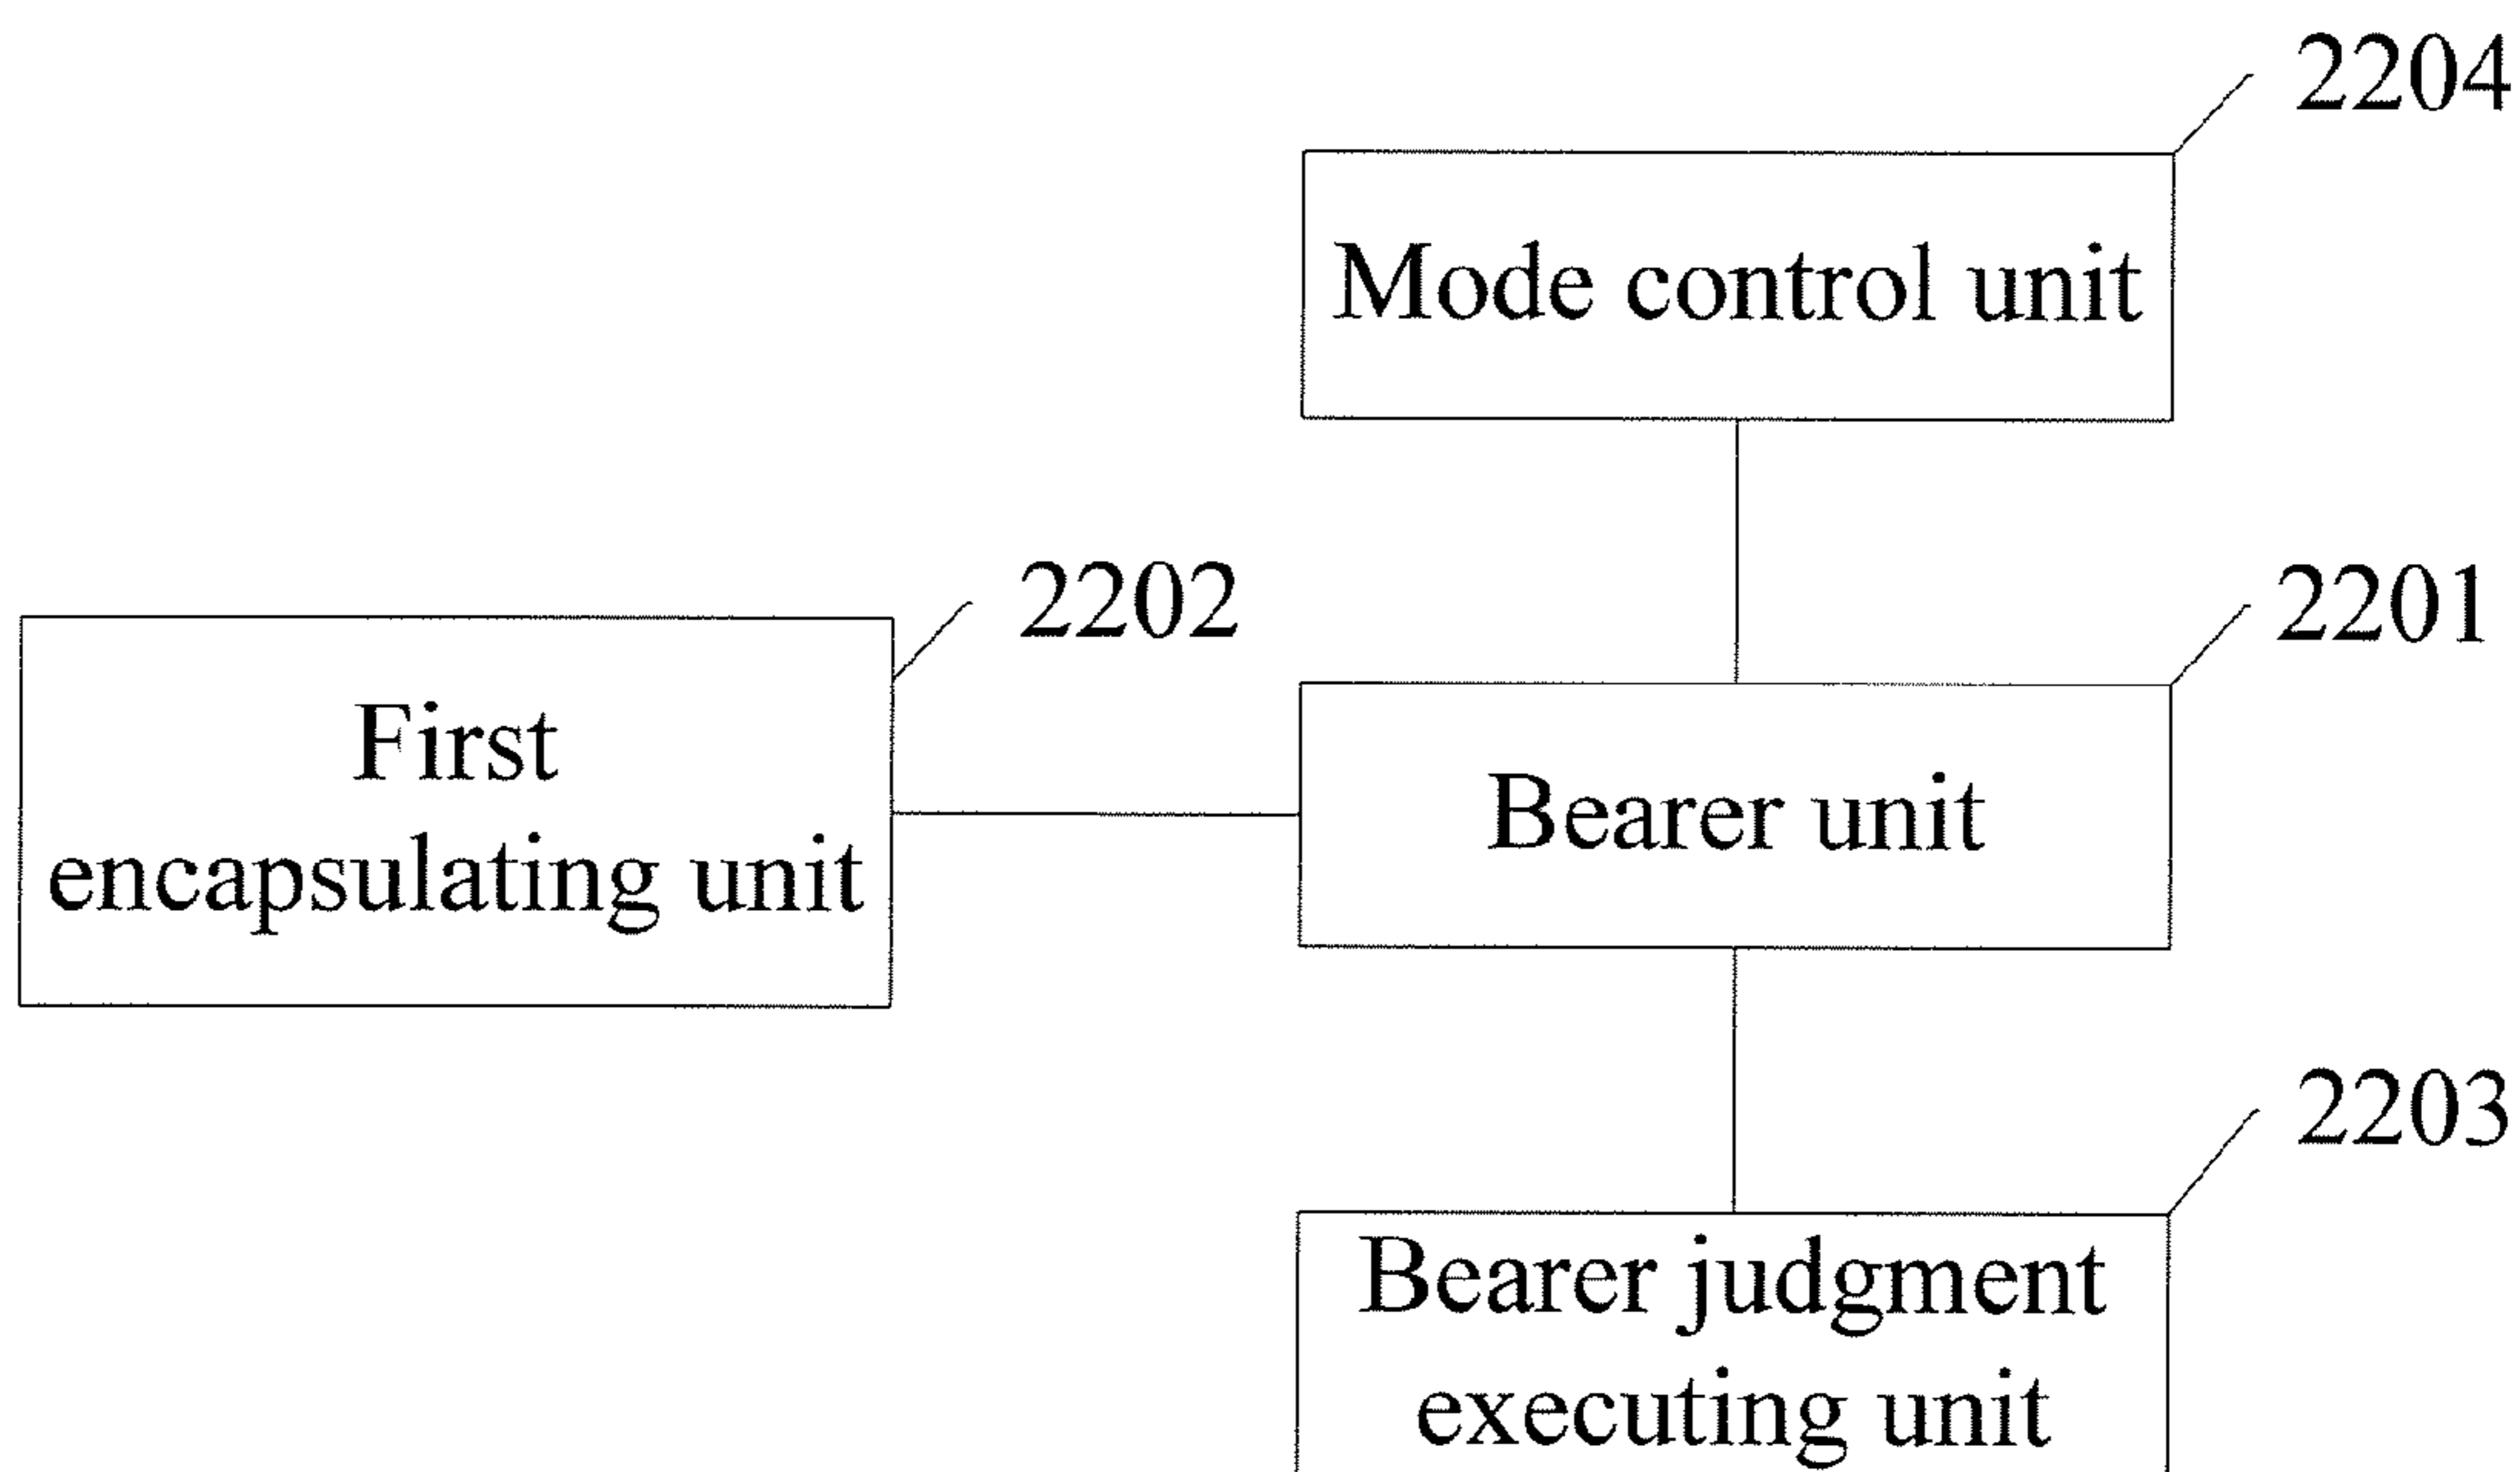 2204
Mode control unit
2202
2201
First
encapsulating unit
Bearer unit
2203
Bearer judgment
executing unit